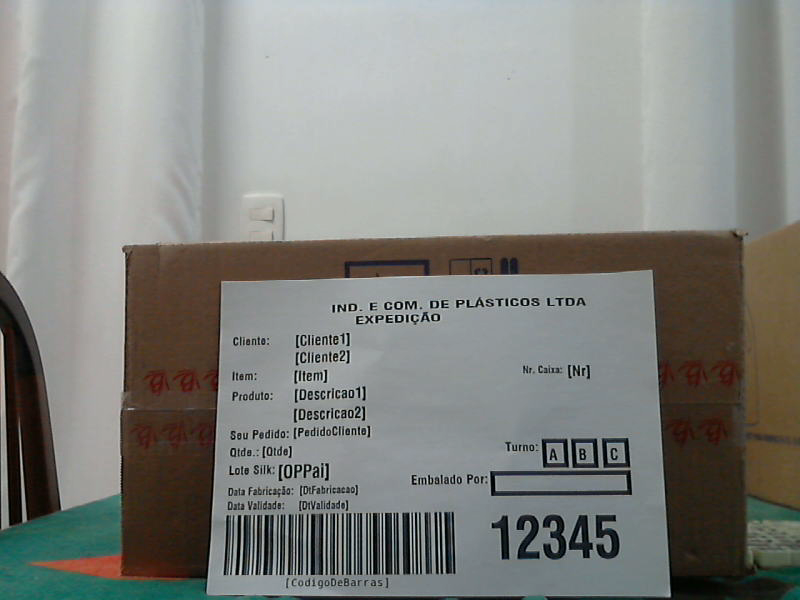 IND. E COM. DE PLÁSTICOS LTDA
EXPEDIÇÃO
Cliente: [Cliente1]
[Cliente2]
Item: [Item]
Nr. Caixa: [Nr]
Produto: [Descricao1]
[Descricao2]
Seu Pedido: [PedidoCliente]
Qtde.: [Qtde]
Turno: A B C
Lote Silk: [OPPai]
Embalado Por:
Data Fabricação: [DtFabricacao]
Data Validade: [DtValidade]
12345
[CodigoDeBarras]